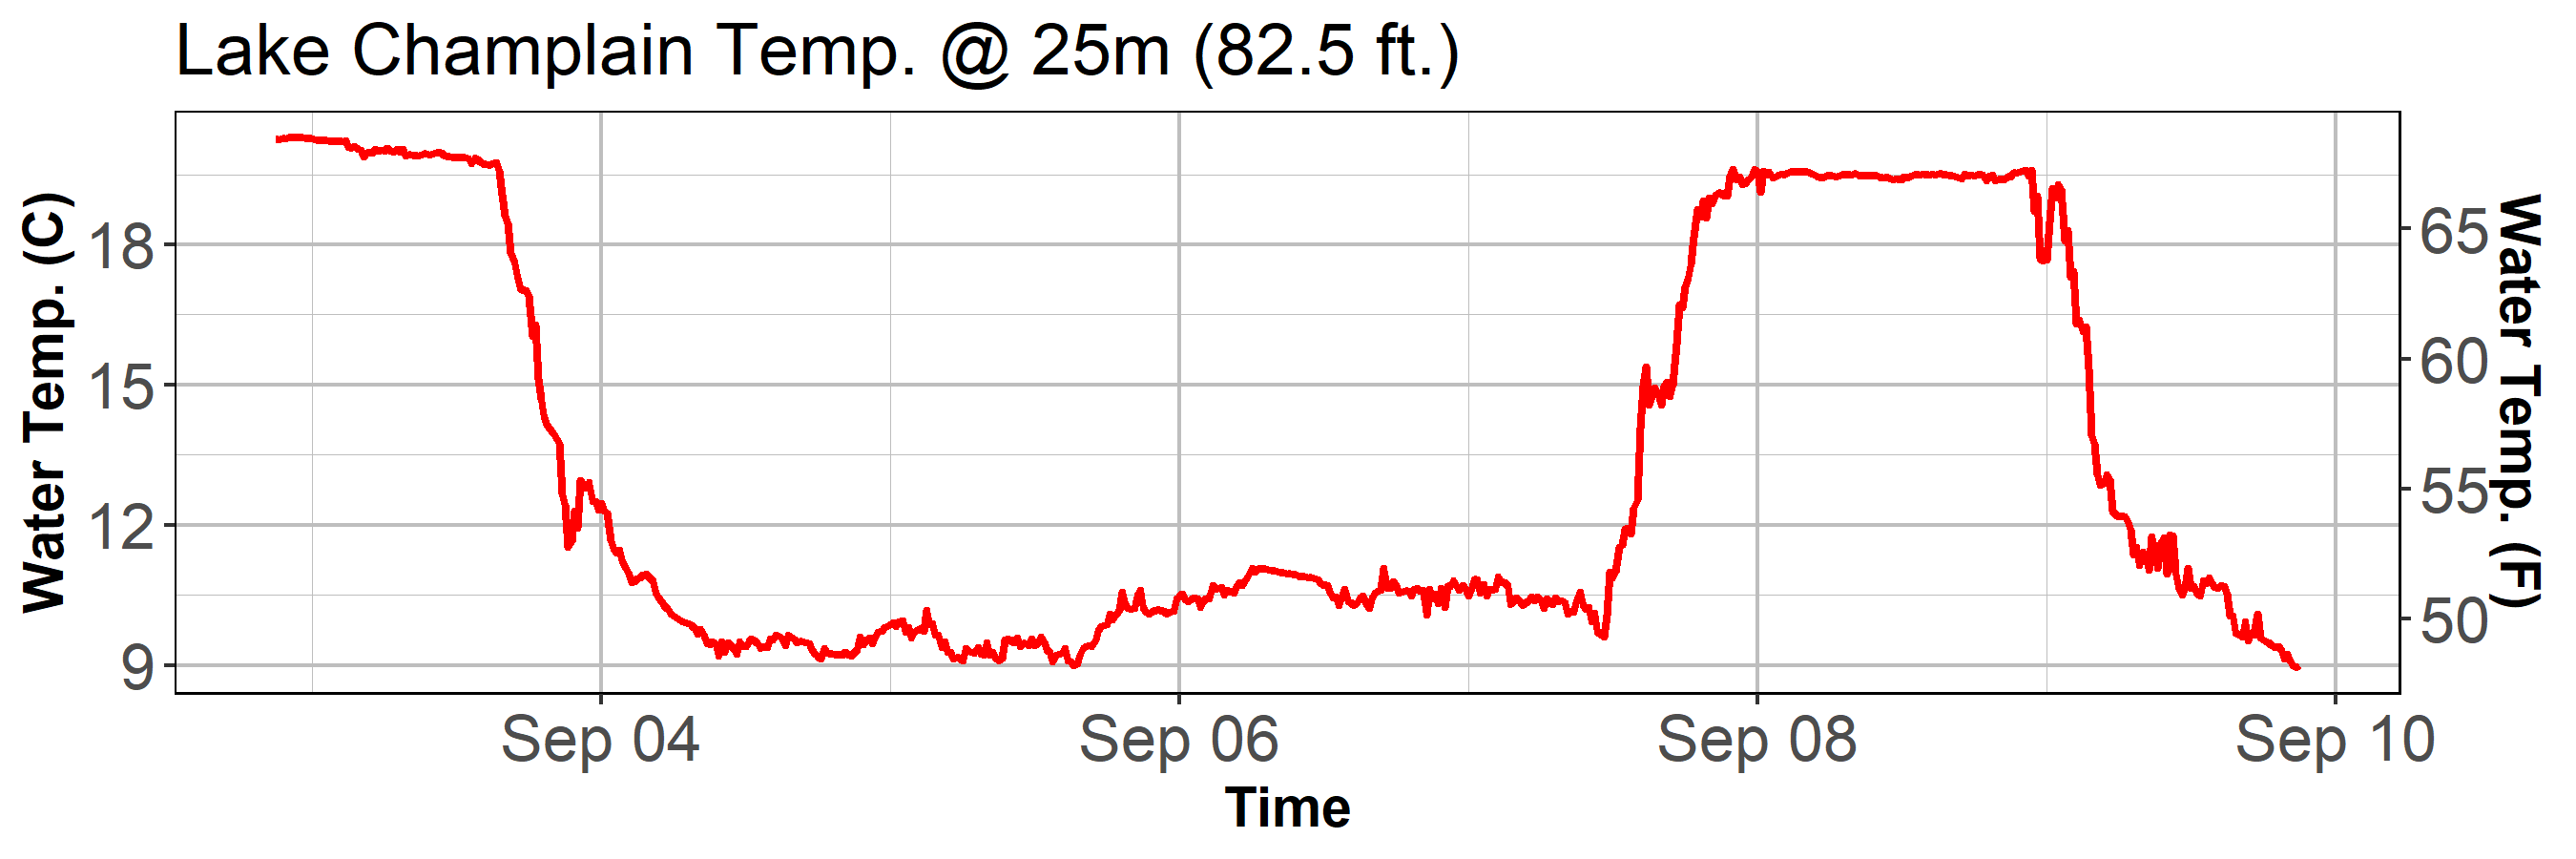 Lake Champlain Temp. @ 25m (82.5 ft.)
Water Temp. (C)
18
15
12
9
65
60
55
50
Water Temp. (F)
Sep 04
Sep 06
Sep 08
Sep 10
Time